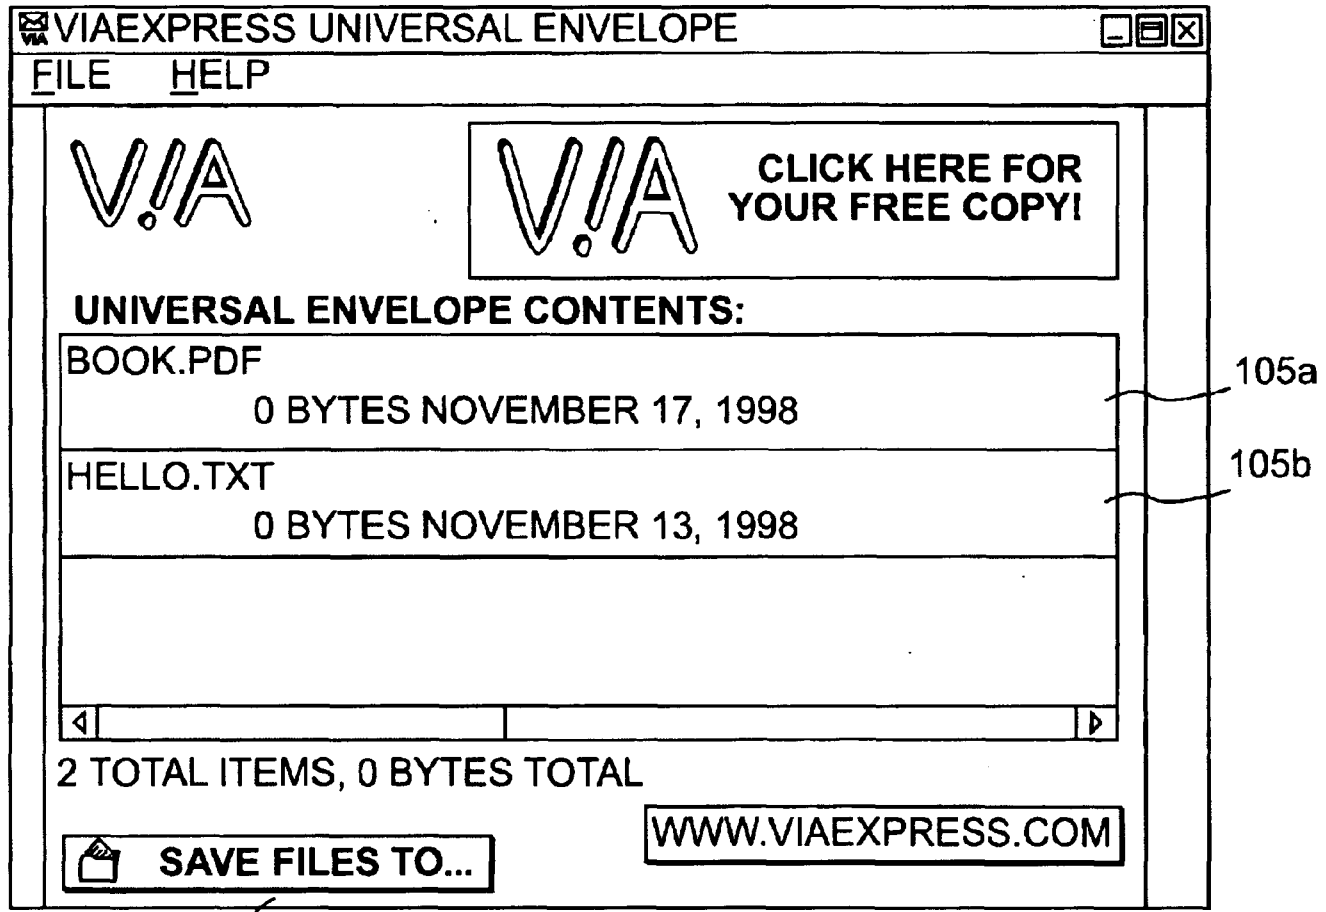 VIA VIAEXPRESS UNIVERSAL ENVELOPE
FILE HELP
V!A
V!A CLICK HERE FOR
YOUR FREE COPY!
UNIVERSAL ENVELOPE CONTENTS:
BOOK.PDF
0 BYTES NOVEMBER 17, 1998
105a
HELLO.TXT
105b
0 BYTES NOVEMBER 13, 1998
2 TOTAL ITEMS, 0 BYTES TOTAL
WWW.VIAEXPRESS.COM
SAVE FILES TO...